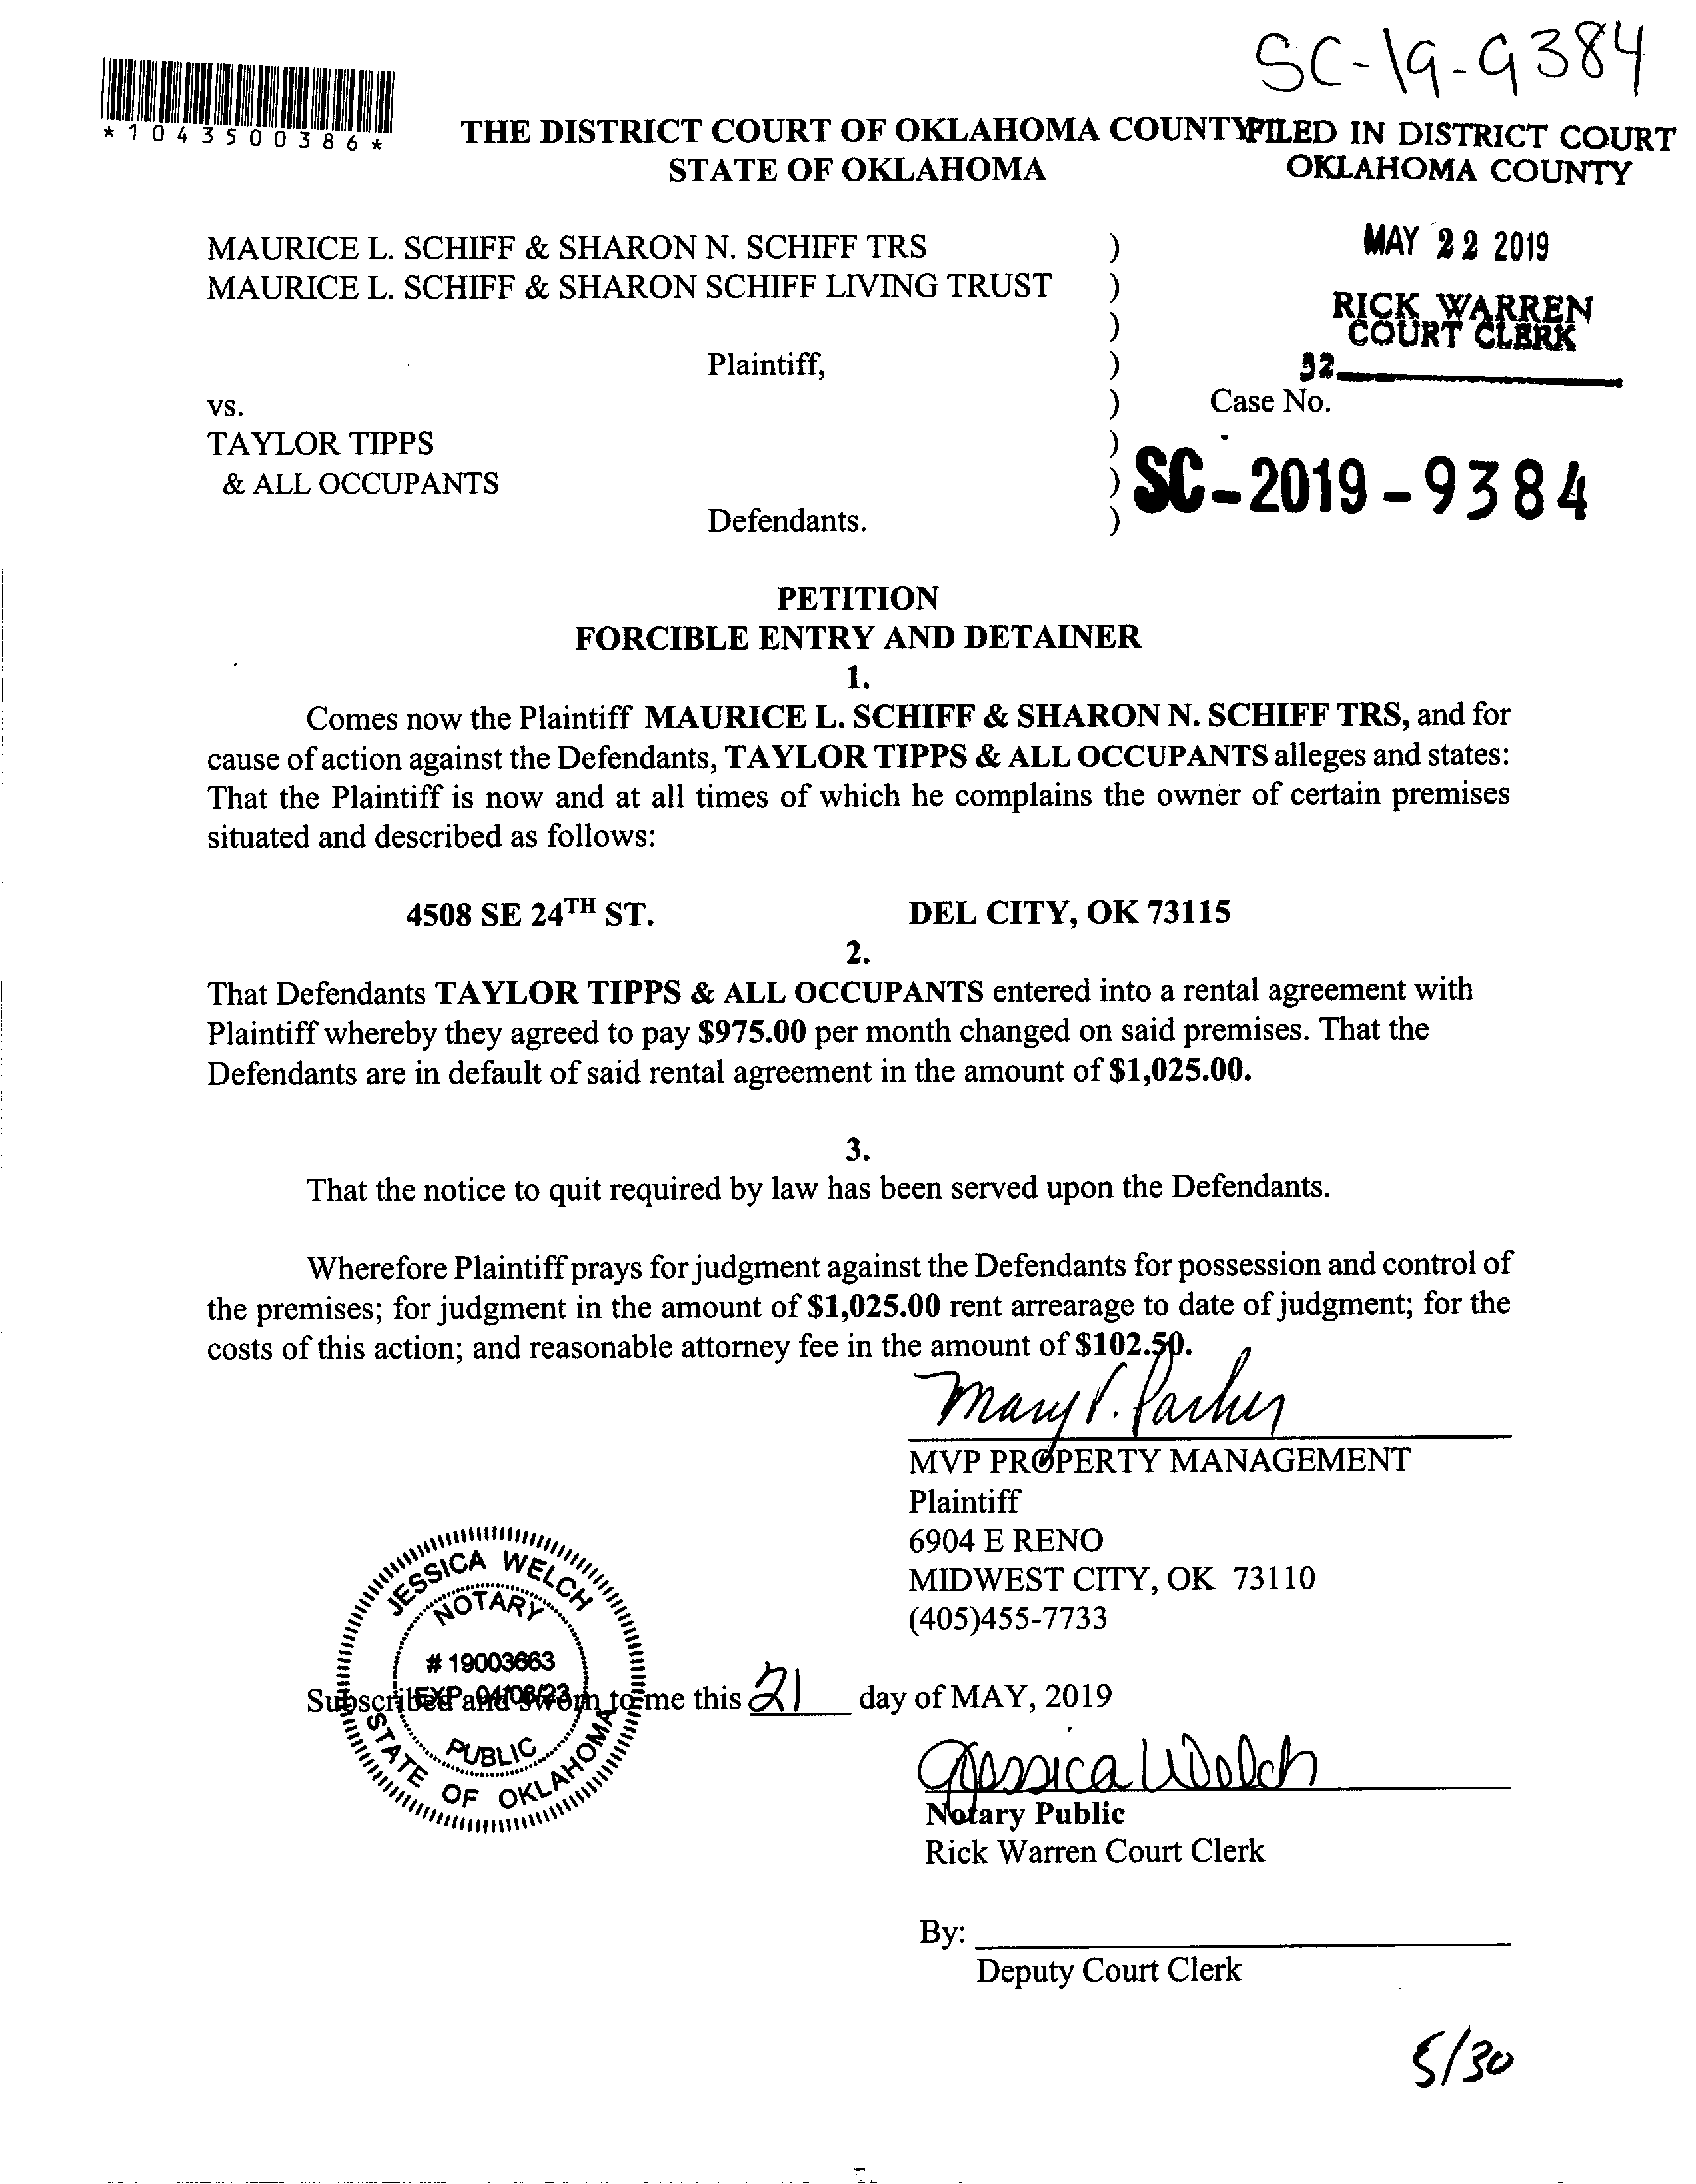 SC-19-9384
*1043500386*
THE DISTRICT COURT OF OKLAHOMA COUNTY
STATE OF OKLAHOMA
FILED IN DISTRICT COURT
OKLAHOMA COUNTY
MAY 22 2019
RICK WARREN
COURT CLERK
32
MAURICE L. SCHIFF & SHARON N. SCHIFF TRS )
MAURICE L. SCHIFF & SHARON SCHIFF LIVING TRUST )
)
Plaintiff, )
vs. ) Case No.
TAYLOR TIPPS )
& ALL OCCUPANTS ) SC-2019-9384
Defendants. )
PETITION
FORCIBLE ENTRY AND DETAINER
1.
Comes now the Plaintiff MAURICE L. SCHIFF & SHARON N. SCHIFF TRS, and for
cause of action against the Defendants, TAYLOR TIPPS & ALL OCCUPANTS alleges and states:
That the Plaintiff is now and at all times of which he complains the owner of certain premises
situated and described as follows:
4508 SE 24TH ST. DEL CITY, OK 73115
2.
That Defendants TAYLOR TIPPS & ALL OCCUPANTS entered into a rental agreement with
Plaintiff whereby they agreed to pay $975.00 per month changed on said premises. That the
Defendants are in default of said rental agreement in the amount of $1,025.00.
3.
That the notice to quit required by law has been served upon the Defendants.
Wherefore Plaintiff prays for judgment against the Defendants for possession and control of
the premises; for judgment in the amount of $1,025.00 rent arrearage to date of judgment; for the
costs of this action; and reasonable attorney fee in the amount of $102.50.
Mary V. Parker
MVP PROPERTY MANAGEMENT
Plaintiff
6904 E RENO
MIDWEST CITY, OK 73110
(405)455-7733
JESSICA WELCH
NOTARY
# 19003663
EXP. 04/08/23
PUBLIC
STATE OF OKLAHOMA
Subscribed and sworn to me this 21 day of MAY, 2019
Jessica Welch
Notary Public
Rick Warren Court Clerk
By:
Deputy Court Clerk
5/30